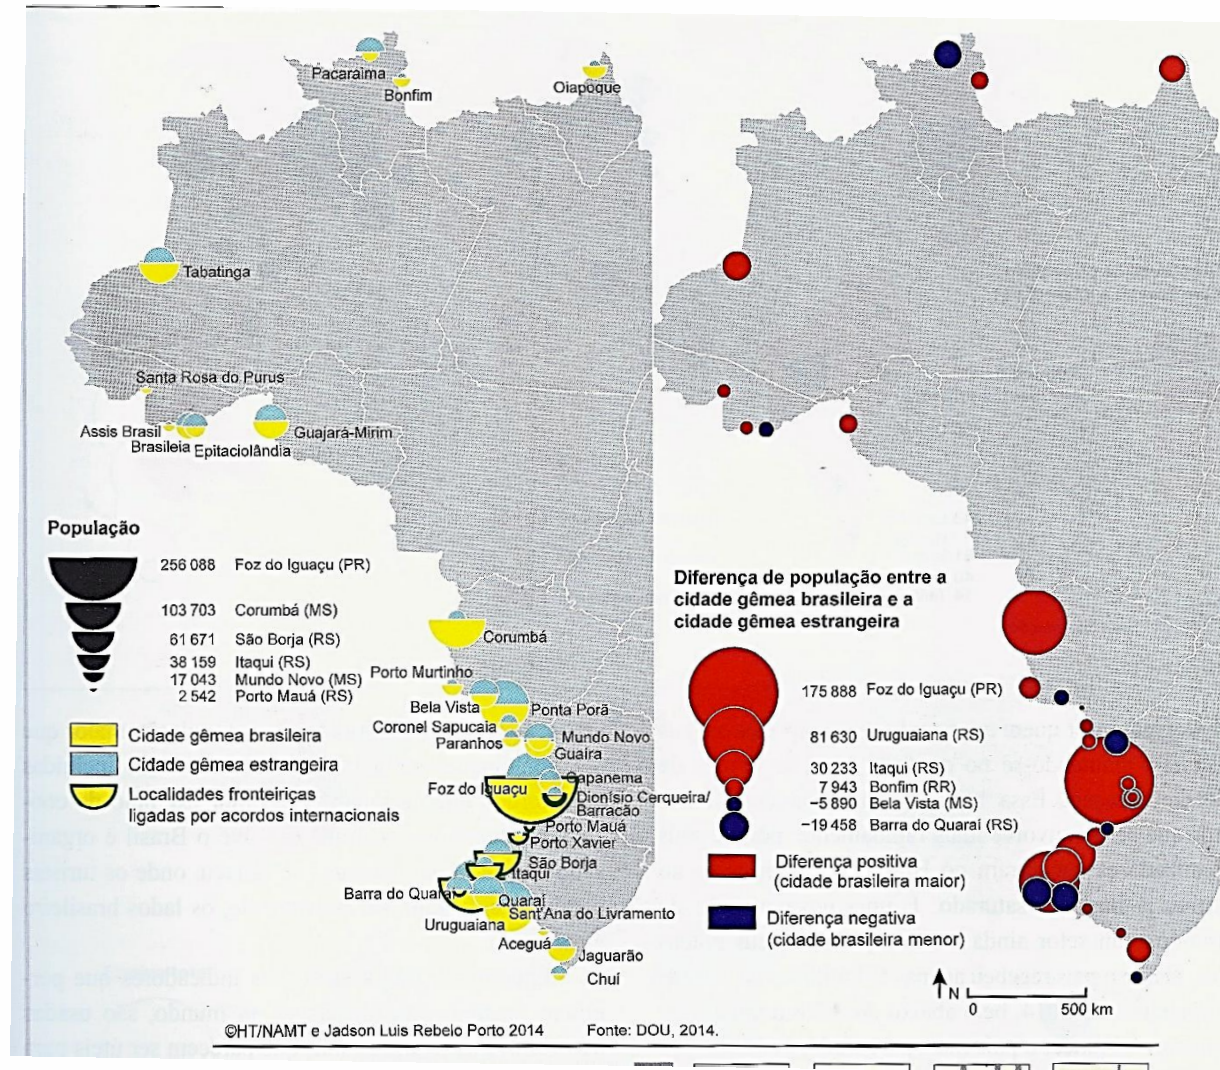 Pacaraima
Bonfim
Oiapoque
Tabatinga
Santa Rosa do Purus
Assis Brasil
Brasileia
Epitaciolândia
Guajará-Mirim
População
256 088 Foz do Iguaçu (PR)
103 703 Corumbá (MS)
61 671 São Borja (RS)
38 159 Itaqui (RS)
17 043 Mundo Novo (MS)
2 542 Porto Mauá (RS)
Cidade gêmea brasileira
Cidade gêmea estrangeira
Localidades fronteiriças
ligadas por acordos internacionais
Corumbá
Porto Murtinho
Bela Vista
Ponta Porã
Coronel Sapucaia
Paranhos
Mundo Novo
Guaíra
Capanema
Foz do Iguaçu
Dionísio Cerqueira/
Barracão
Porto Mauá
Porto Xavier
São Borja
Itaqui
Barra do Quaraí
Quaraí
Sant'Ana do Livramento
Uruguaiana
Aceguá
Jaguarão
Chuí
©HT/NAMT e Jadson Luis Rebelo Porto 2014
Fonte: DOU, 2014.
Diferença de população entre a
cidade gêmea brasileira e a
cidade gêmea estrangeira
175 888 Foz do Iguaçu (PR)
81 630 Uruguaiana (RS)
30 233 Itaqui (RS)
7 943 Bonfim (RR)
−5 890 Bela Vista (MS)
−19 458 Barra do Quaraí (RS)
Diferença positiva
(cidade brasileira maior)
Diferença negativa
(cidade brasileira menor)
N
0 500 km